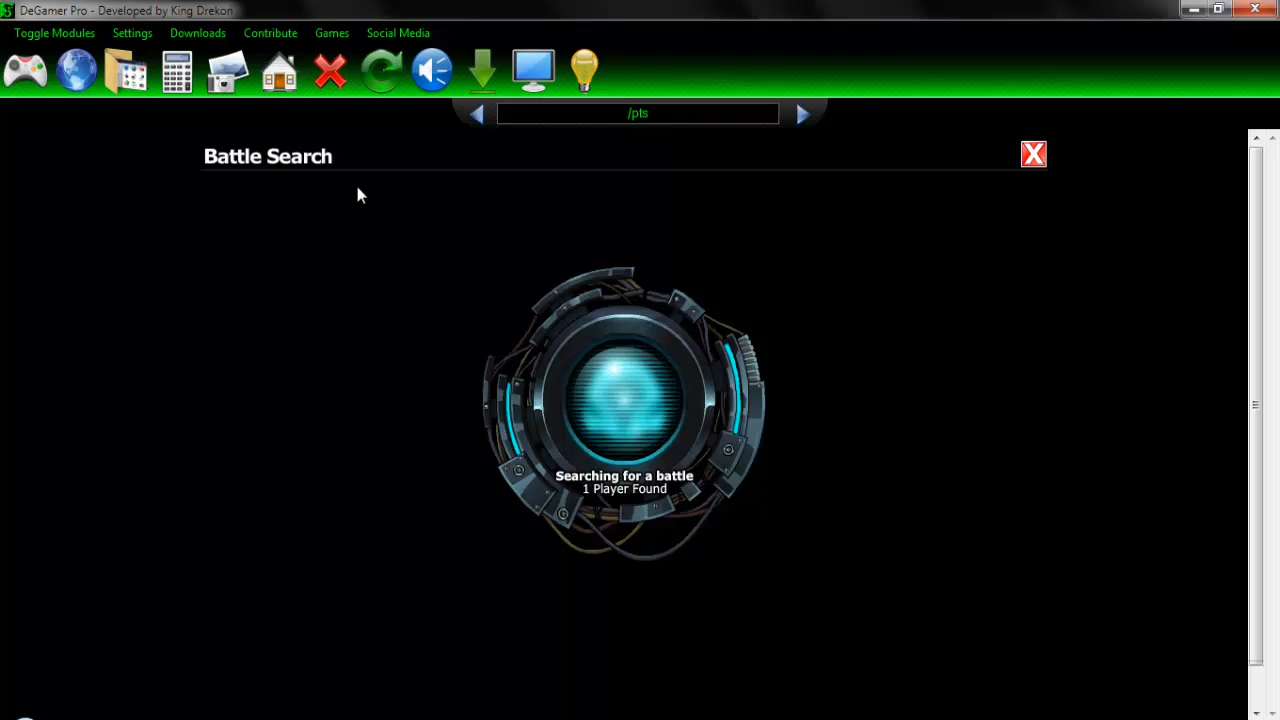 DeGamer Pro - Developed by King Drekon
Toggle Modules Settings Downloads Contribute Games Social Media
/pts
Battle Search
X
Searching for a battle
1 Player Found